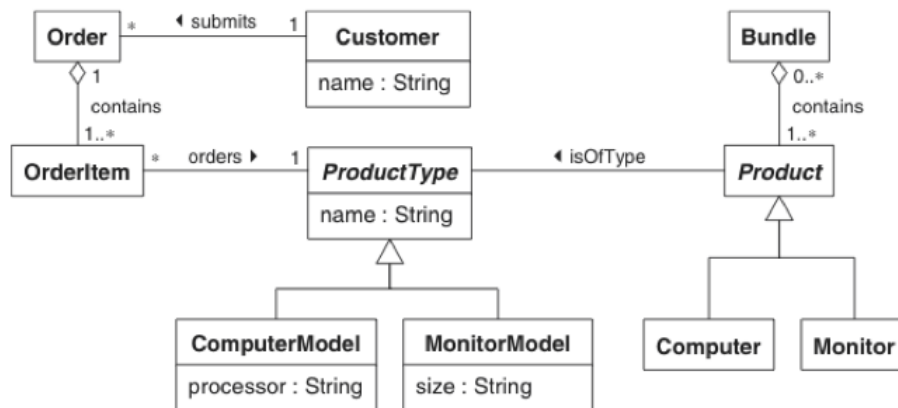 Order
*
◀ submits
1
Customer
name : String
Bundle
1
contains
1..*
0..*
contains
1..*
OrderItem
*
orders ▶
1
ProductType
name : String
◀ isOfType
Product
ComputerModel
processor : String
MonitorModel
size : String
Computer
Monitor